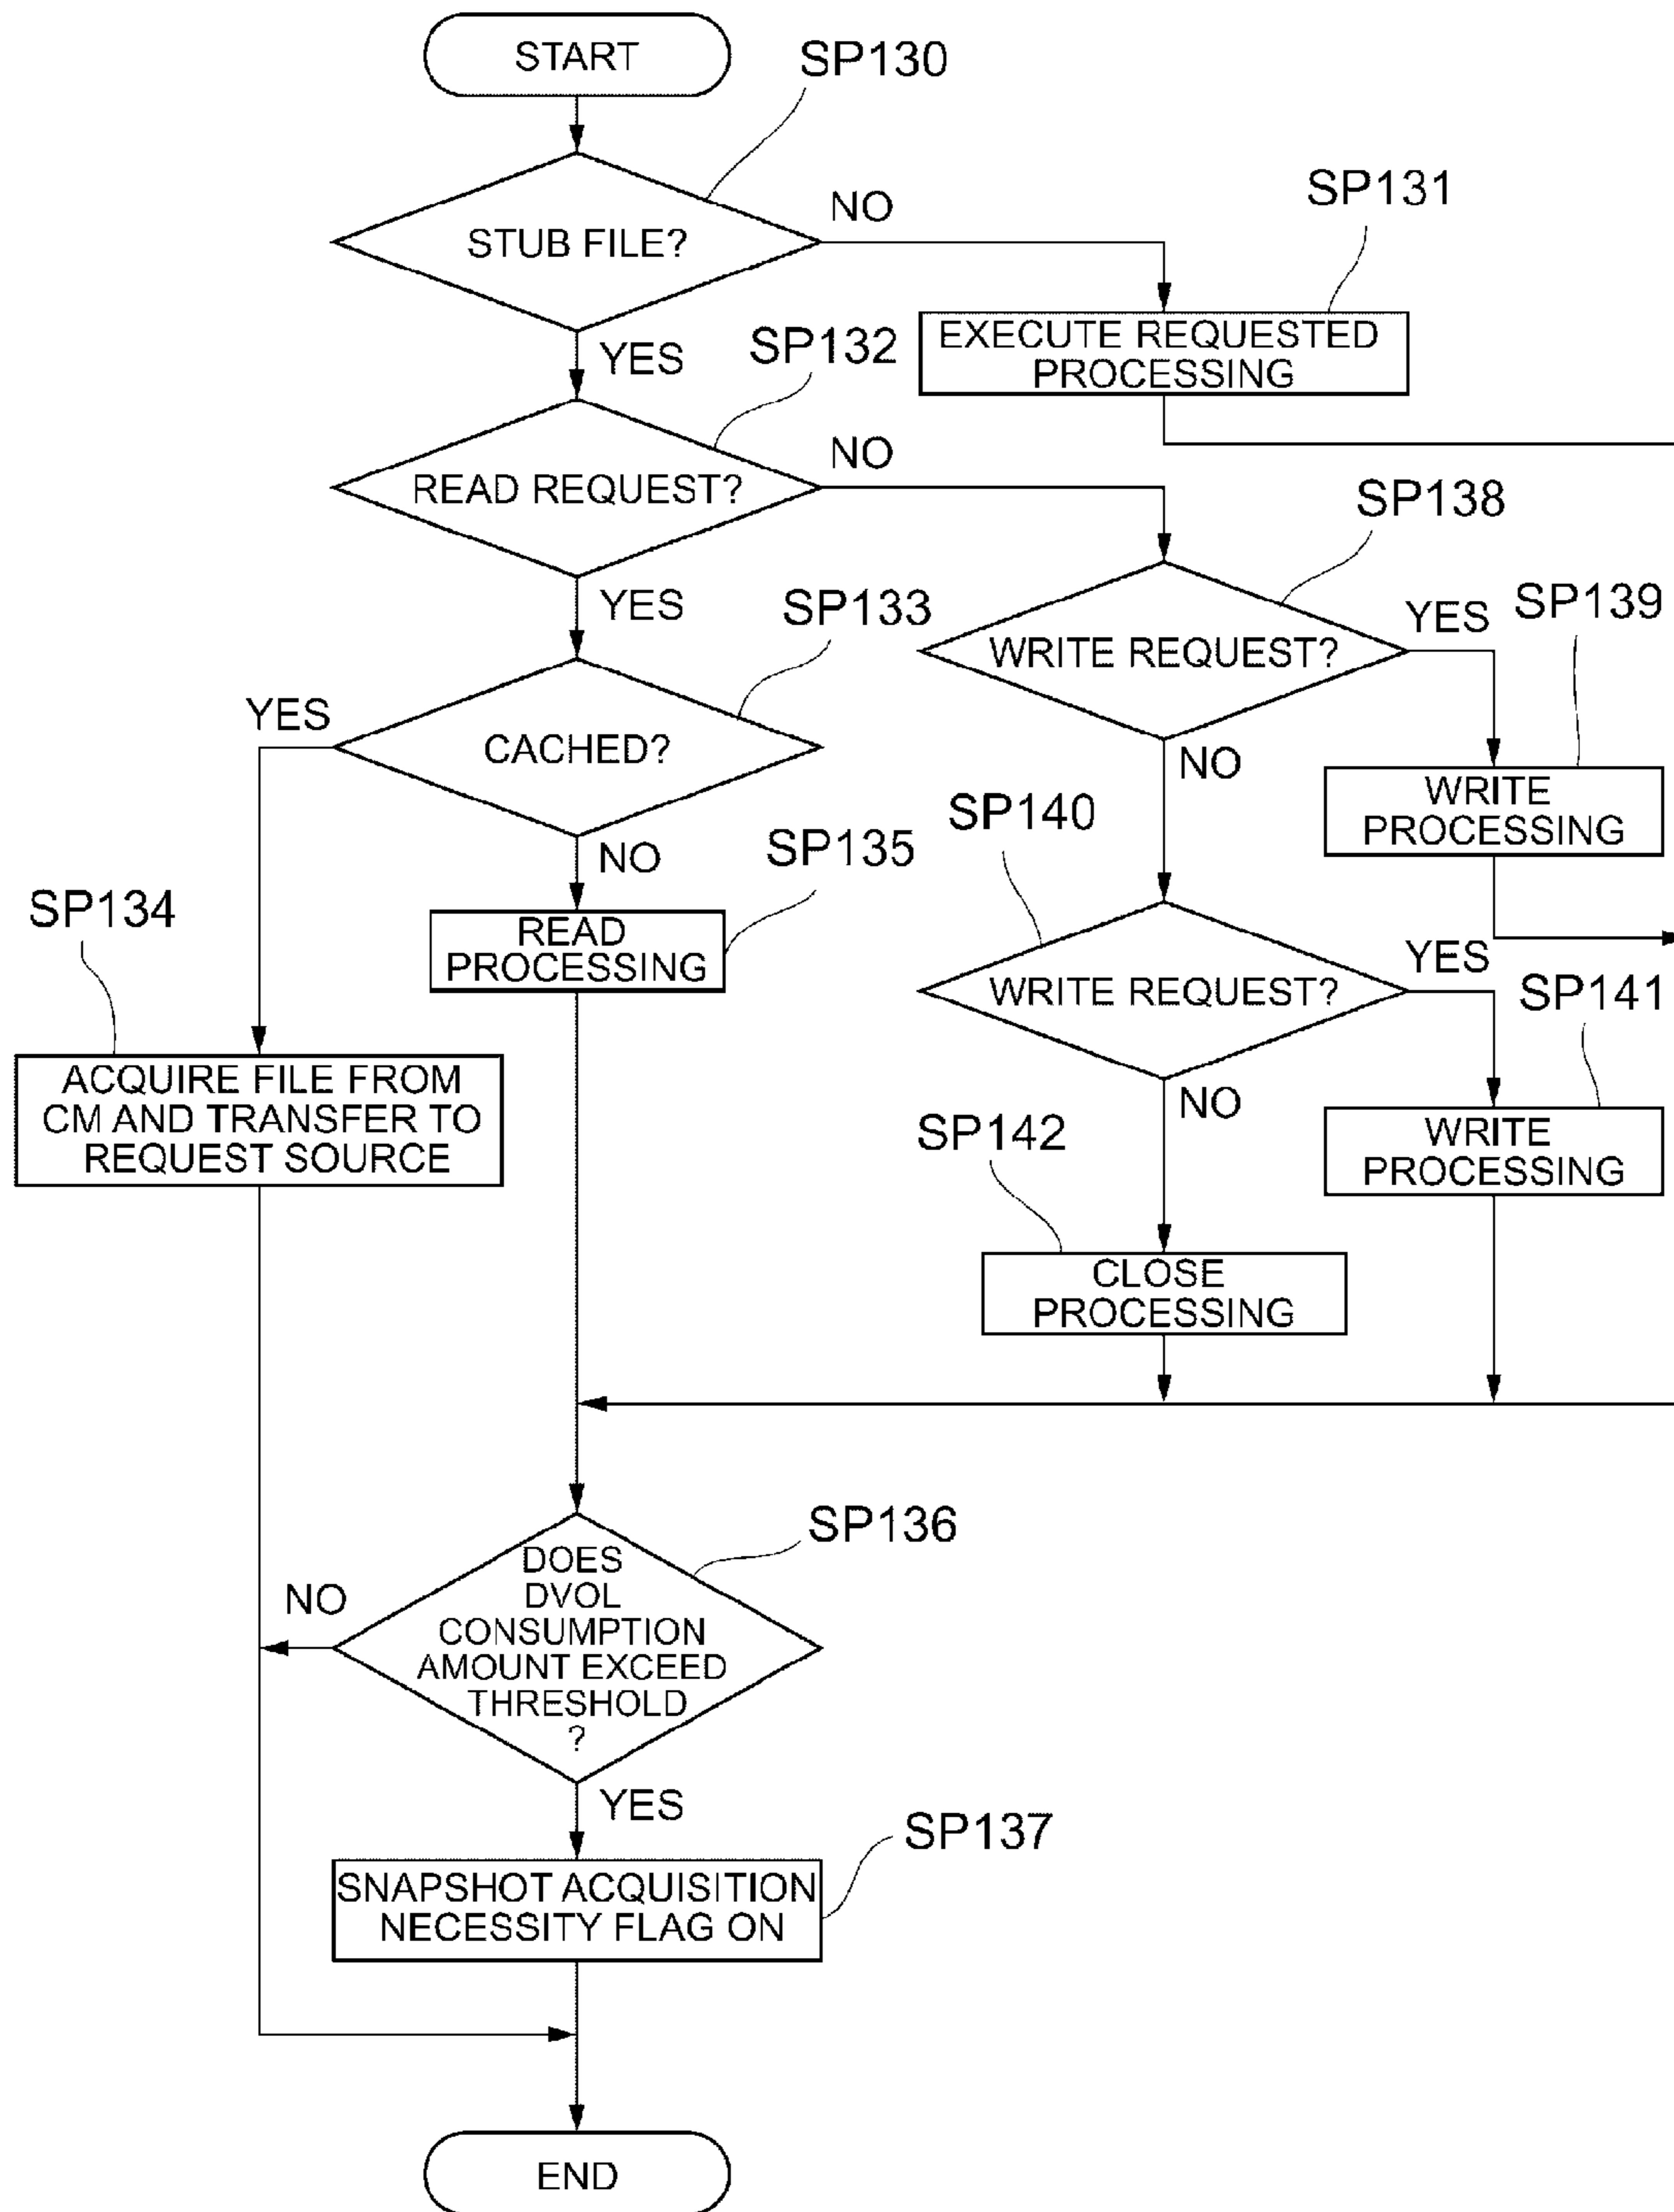 START
SP130
STUB FILE?
NO
SP131
EXECUTE REQUESTED
PROCESSING
YES
SP132
READ REQUEST?
NO
SP138
YES
SP133
WRITE REQUEST?
YES
SP139
YES
CACHED?
NO
WRITE
PROCESSING
SP140
NO
SP135
SP134
READ
PROCESSING
WRITE REQUEST?
YES
SP141
ACQUIRE FILE FROM
CM AND TRANSFER TO
REQUEST SOURCE
NO
SP142
WRITE
PROCESSING
CLOSE
PROCESSING
SP136
DOES
DVOL
CONSUMPTION
AMOUNT EXCEED
THRESHOLD
?
NO
YES
SP137
SNAPSHOT ACQUISITION
NECESSITY FLAG ON
END